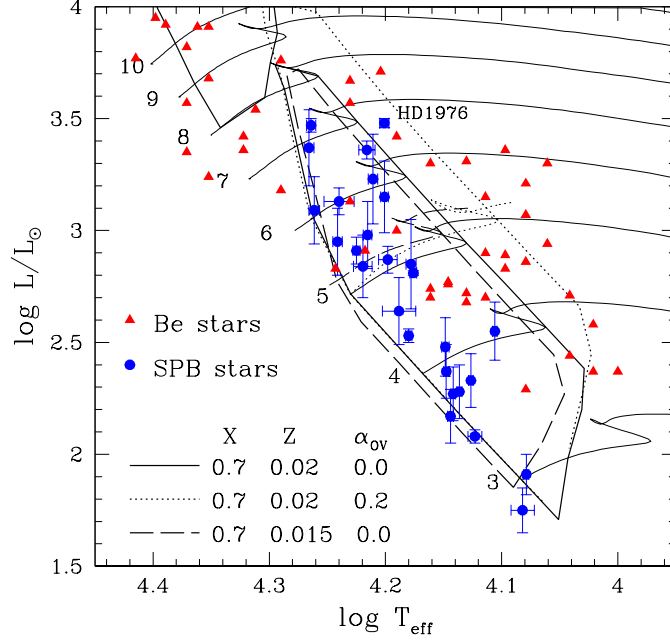 4
3.5
3
2.5
2
1.5
log L/L☉
10
9
8
7
6
5
4
3
HD1976
Be stars
SPB stars
X Z α_OV
0.7 0.02 0.0
0.7 0.02 0.2
0.7 0.015 0.0
4.4 4.3 4.2 4.1 4
log T_eff